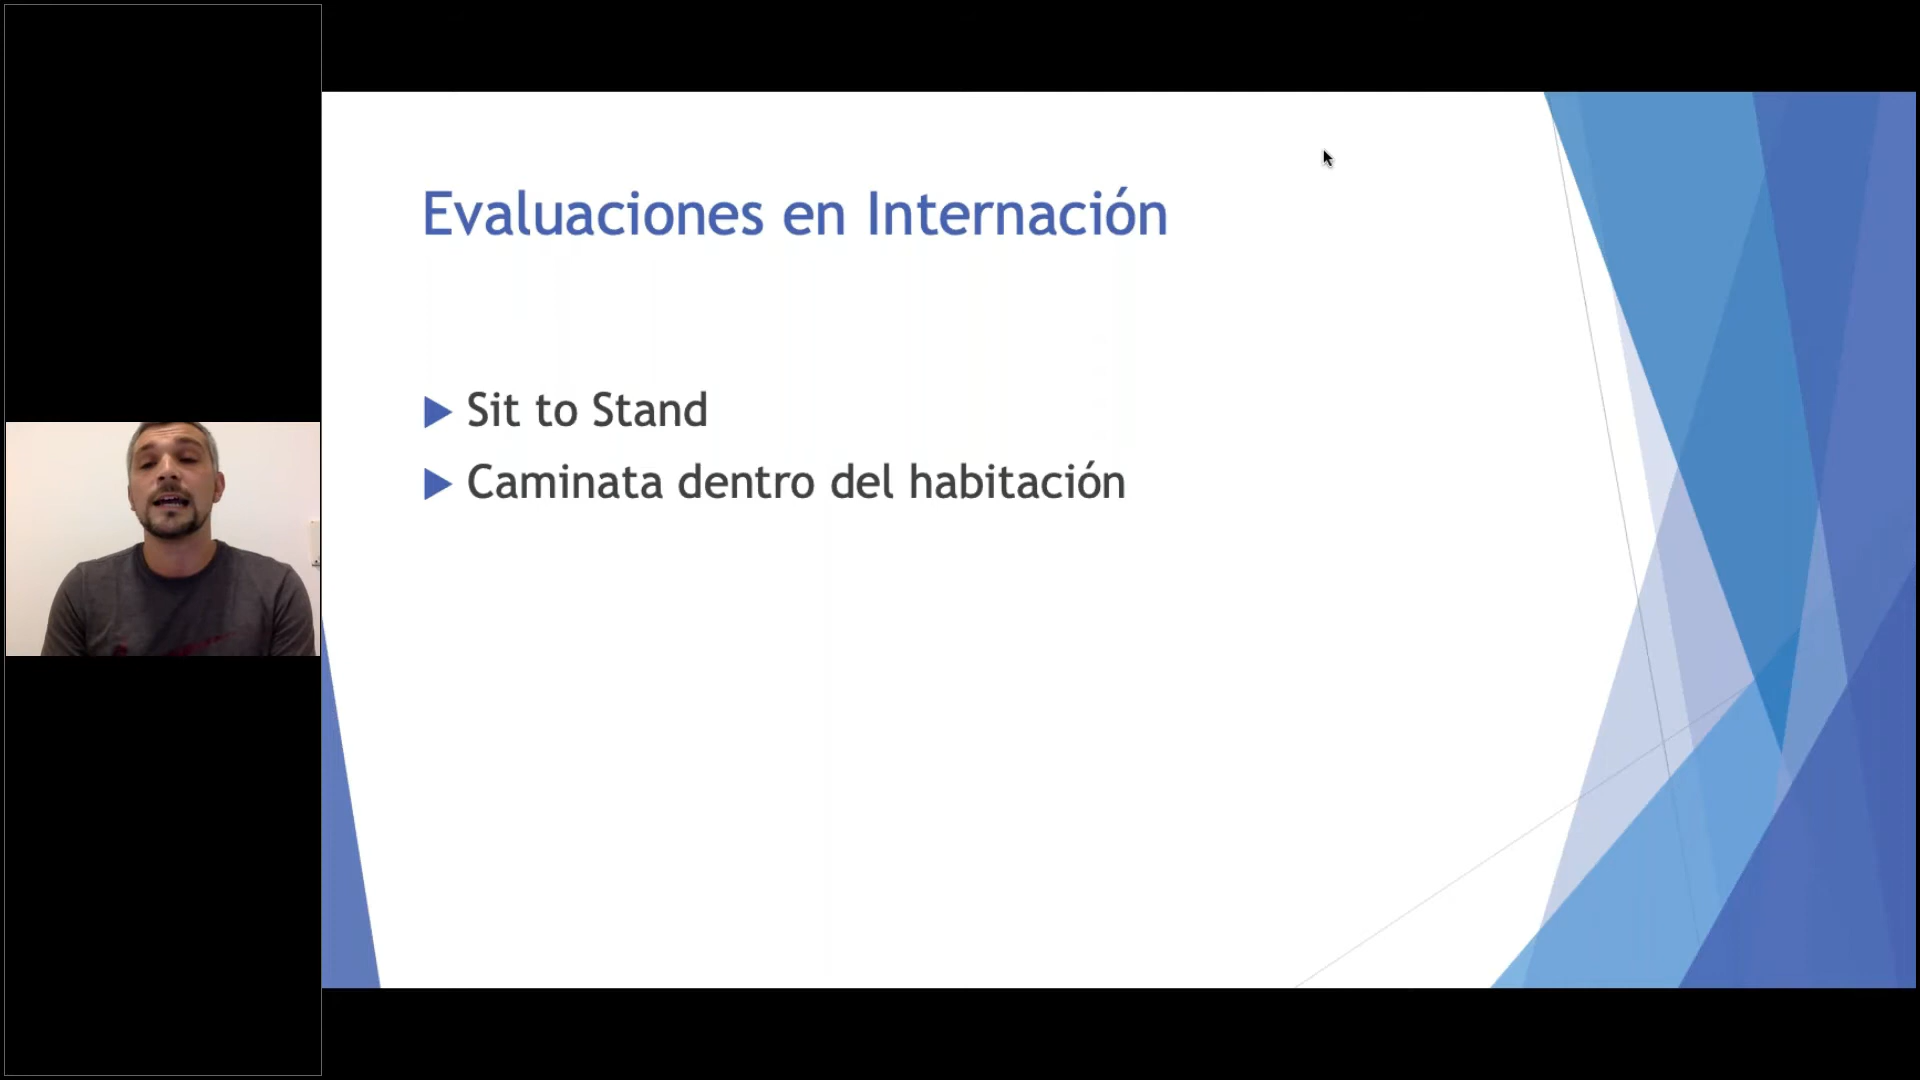 Evaluaciones en Internación
Sit to Stand
Caminata dentro del habitación